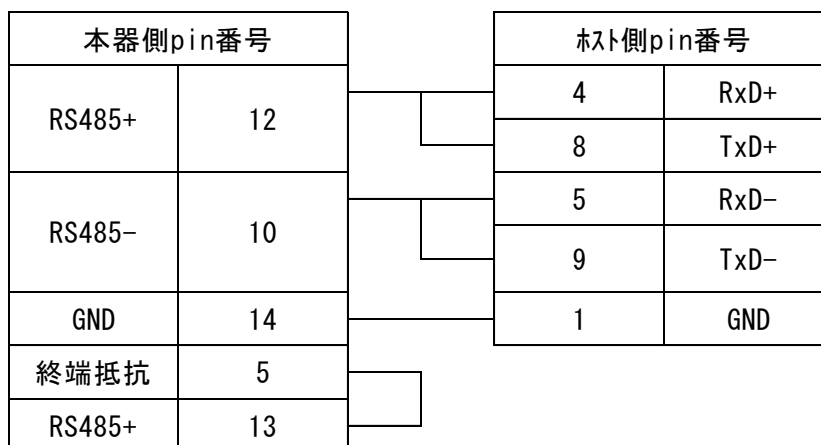 本器側pin番号
RS485+ 12
RS485- 10
GND 14
終端抵抗 5
RS485+ 13
ﾎｽﾄ側pin番号
4 RxD+
8 TxD+
5 RxD-
9 TxD-
1 GND